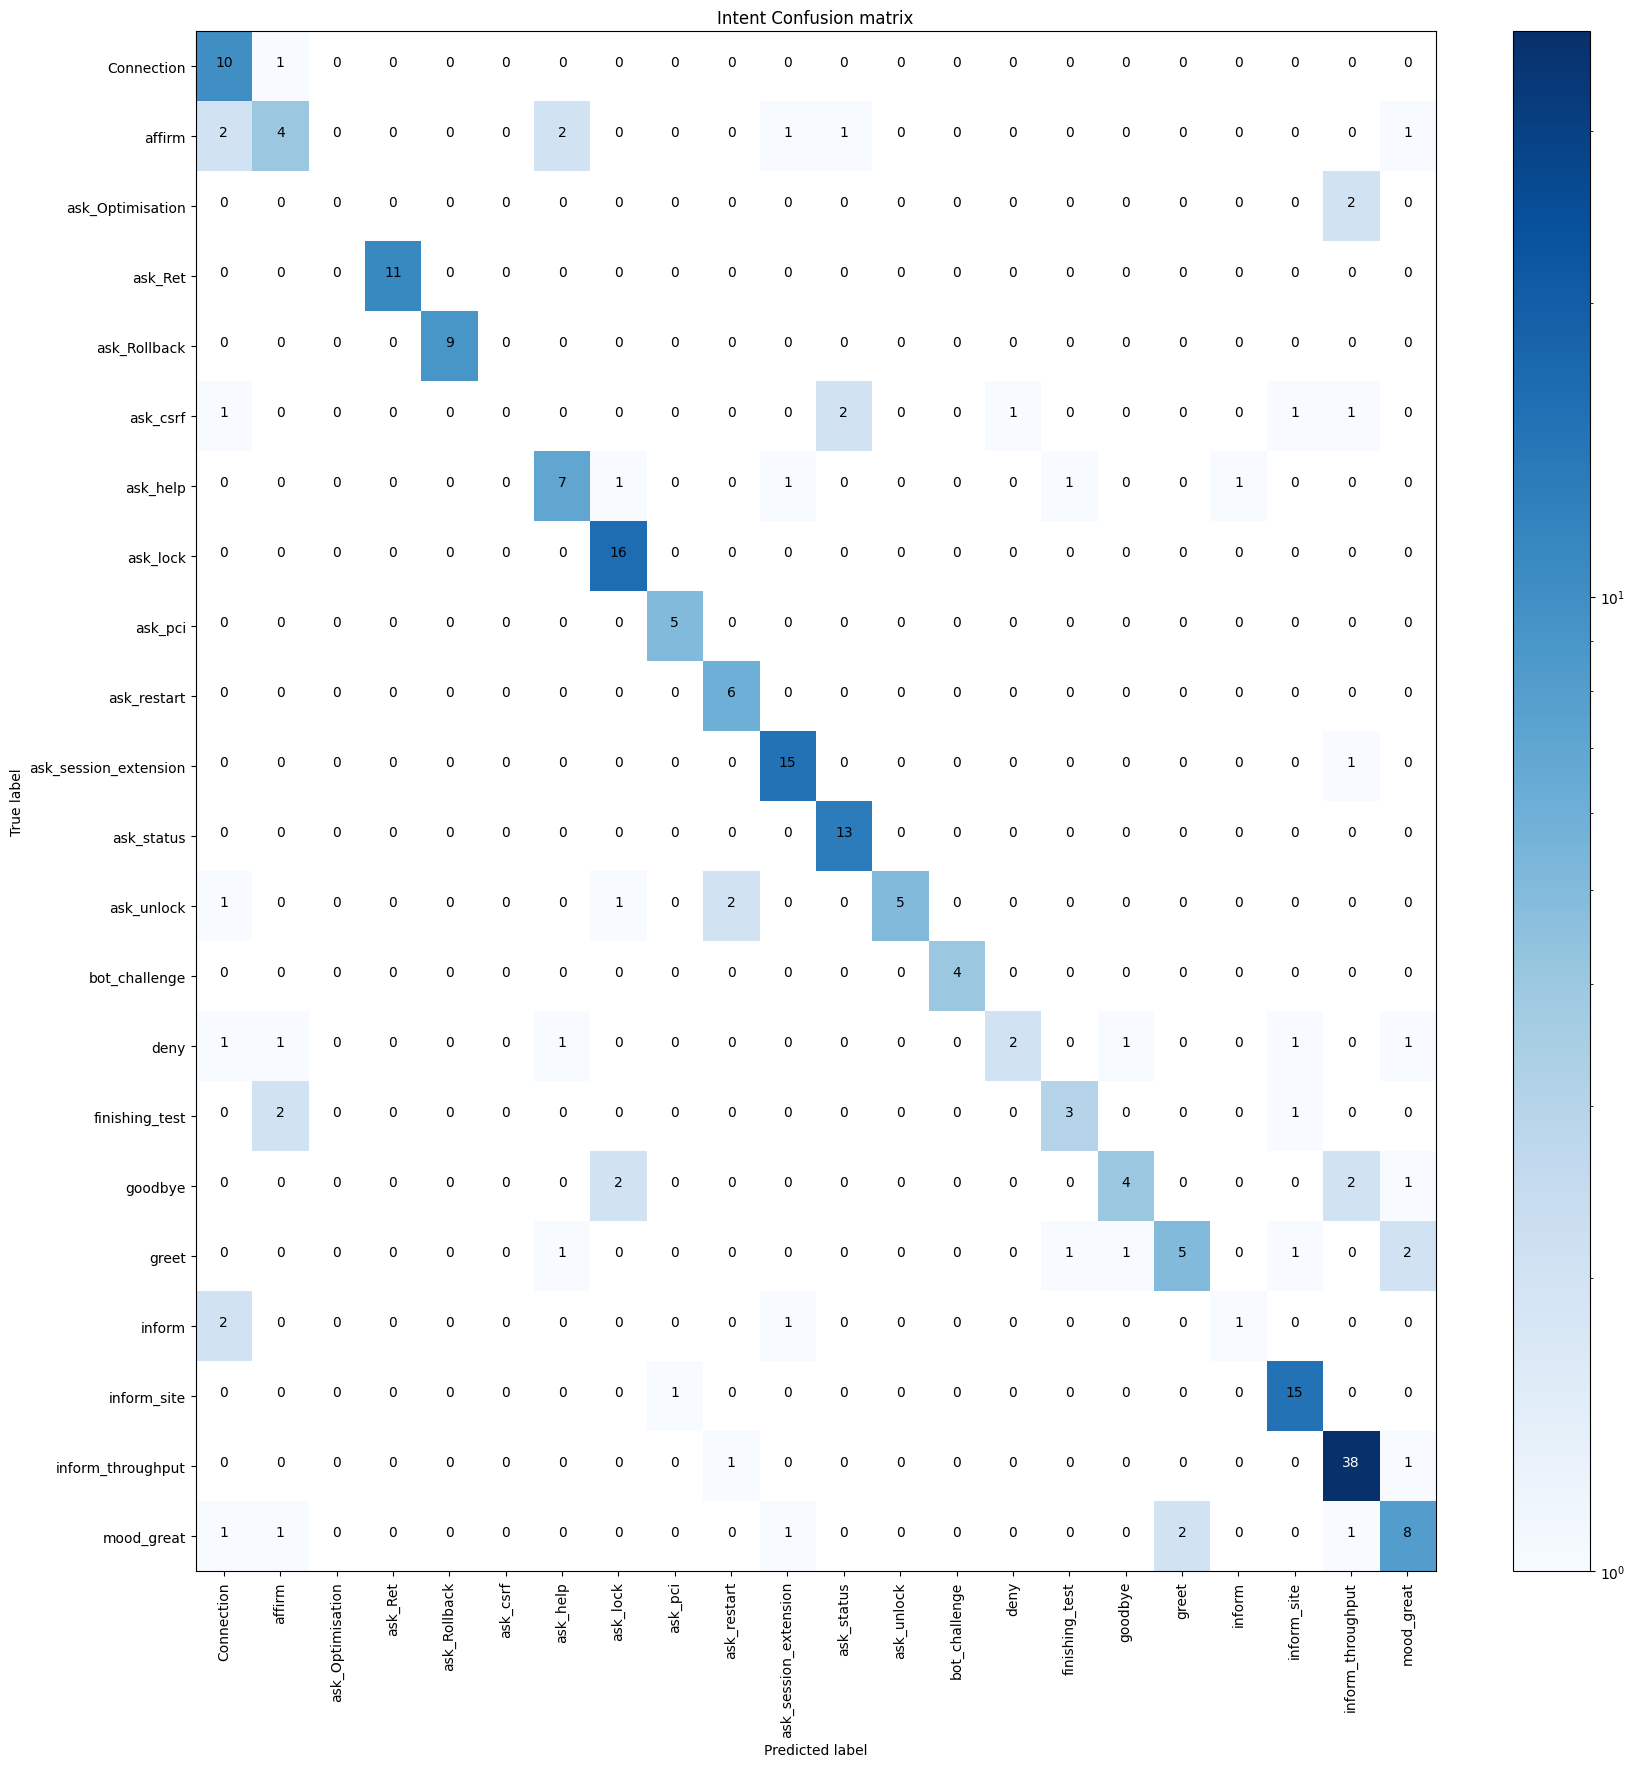 Intent Confusion matrix
Connection 10 1 0 0 0 0 0 0 0 0 0 0 0 0 0 0 0 0 0 0 0 0
affirm 2 4 0 0 0 0 2 0 0 0 1 1 0 0 0 0 0 0 0 0 0 1
ask_Optimisation 0 0 0 0 0 0 0 0 0 0 0 0 0 0 0 0 0 0 0 0 2 0
ask_Ret 0 0 0 11 0 0 0 0 0 0 0 0 0 0 0 0 0 0 0 0 0 0
ask_Rollback 0 0 0 0 9 0 0 0 0 0 0 0 0 0 0 0 0 0 0 0 0 0
ask_csrf 1 0 0 0 0 0 0 0 0 0 0 2 0 0 1 0 0 0 0 1 1 0
ask_help 0 0 0 0 0 0 7 1 0 0 1 0 0 0 0 1 0 0 1 0 0 0
ask_lock 0 0 0 0 0 0 0 16 0 0 0 0 0 0 0 0 0 0 0 0 0 0
10¹
ask_pci 0 0 0 0 0 0 0 0 5 0 0 0 0 0 0 0 0 0 0 0 0 0
ask_restart 0 0 0 0 0 0 0 0 0 6 0 0 0 0 0 0 0 0 0 0 0 0
ask_session_extension 0 0 0 0 0 0 0 0 0 0 15 0 0 0 0 0 0 0 0 0 1 0
True label
ask_status 0 0 0 0 0 0 0 0 0 0 0 13 0 0 0 0 0 0 0 0 0 0
ask_unlock 1 0 0 0 0 0 0 1 0 2 0 0 5 0 0 0 0 0 0 0 0 0
bot_challenge 0 0 0 0 0 0 0 0 0 0 0 0 0 4 0 0 0 0 0 0 0 0
deny 1 1 0 0 0 0 1 0 0 0 0 0 0 0 2 0 1 0 0 1 0 1
finishing_test 0 2 0 0 0 0 0 0 0 0 0 0 0 0 0 3 0 0 0 1 0 0
goodbye 0 0 0 0 0 0 0 2 0 0 0 0 0 0 0 0 4 0 0 0 2 1
greet 0 0 0 0 0 0 1 0 0 0 0 0 0 0 0 1 1 5 0 1 0 2
inform 2 0 0 0 0 0 0 0 0 0 1 0 0 0 0 0 0 0 1 0 0 0
inform_site 0 0 0 0 0 0 0 0 1 0 0 0 0 0 0 0 0 0 0 15 0 0
inform_throughput 0 0 0 0 0 0 0 0 0 1 0 0 0 0 0 0 0 0 0 0 38 1
mood_great 1 1 0 0 0 0 0 0 0 0 1 0 0 0 0 0 0 2 0 0 1 8
10⁰
Connection
affirm
ask_Optimisation
ask_Ret
ask_Rollback
ask_csrf
ask_help
ask_lock
ask_pci
ask_restart
ask_session_extension
ask_status
ask_unlock
bot_challenge
deny
finishing_test
goodbye
greet
inform
inform_site
inform_throughput
mood_great
Predicted label